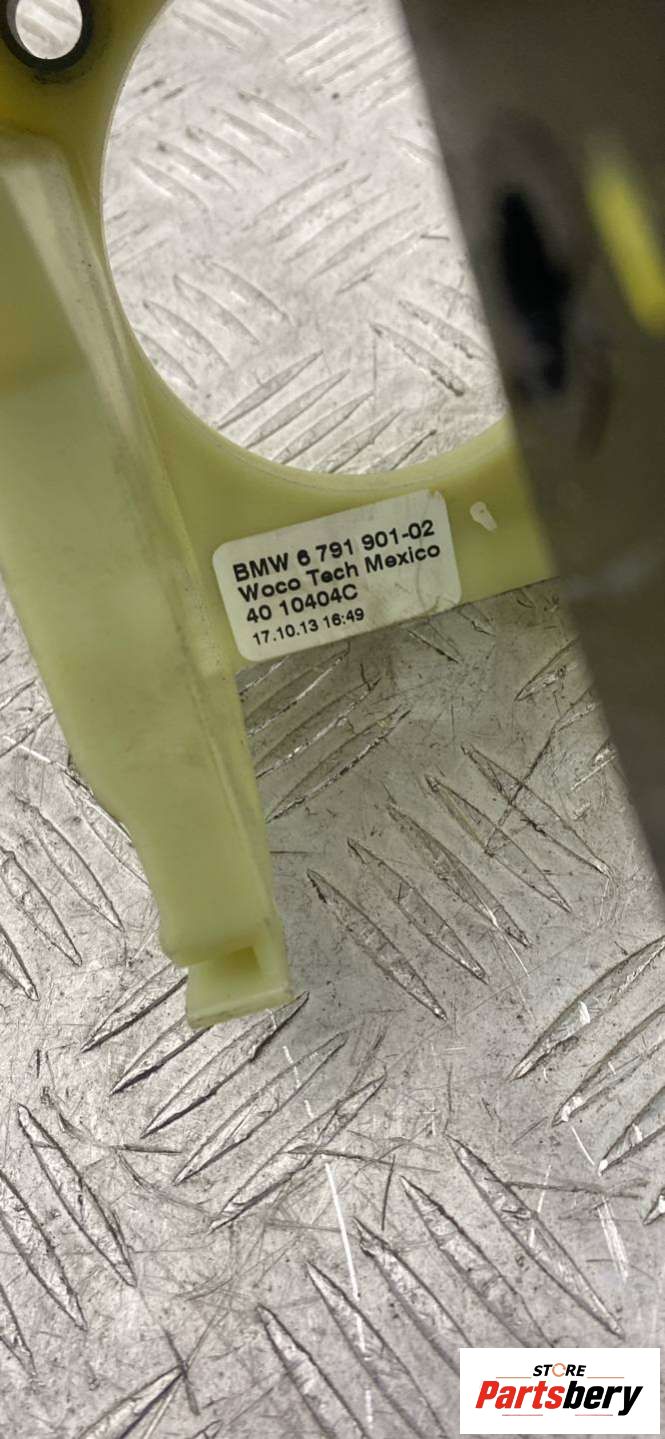 BMW 6 791 901-02
Woco Tech Mexico
40 10404C
17.10.13 16:49
STORE
Partsbery